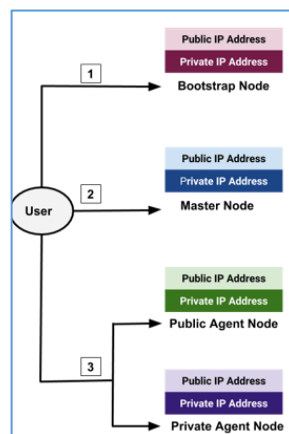 Public IP Address
1
Private IP Address
Bootstrap Node
Public IP Address
2
Private IP Address
User
Master Node
Public IP Address
Private IP Address
Public Agent Node
3
Public IP Address
Private IP Address
Private Agent Node